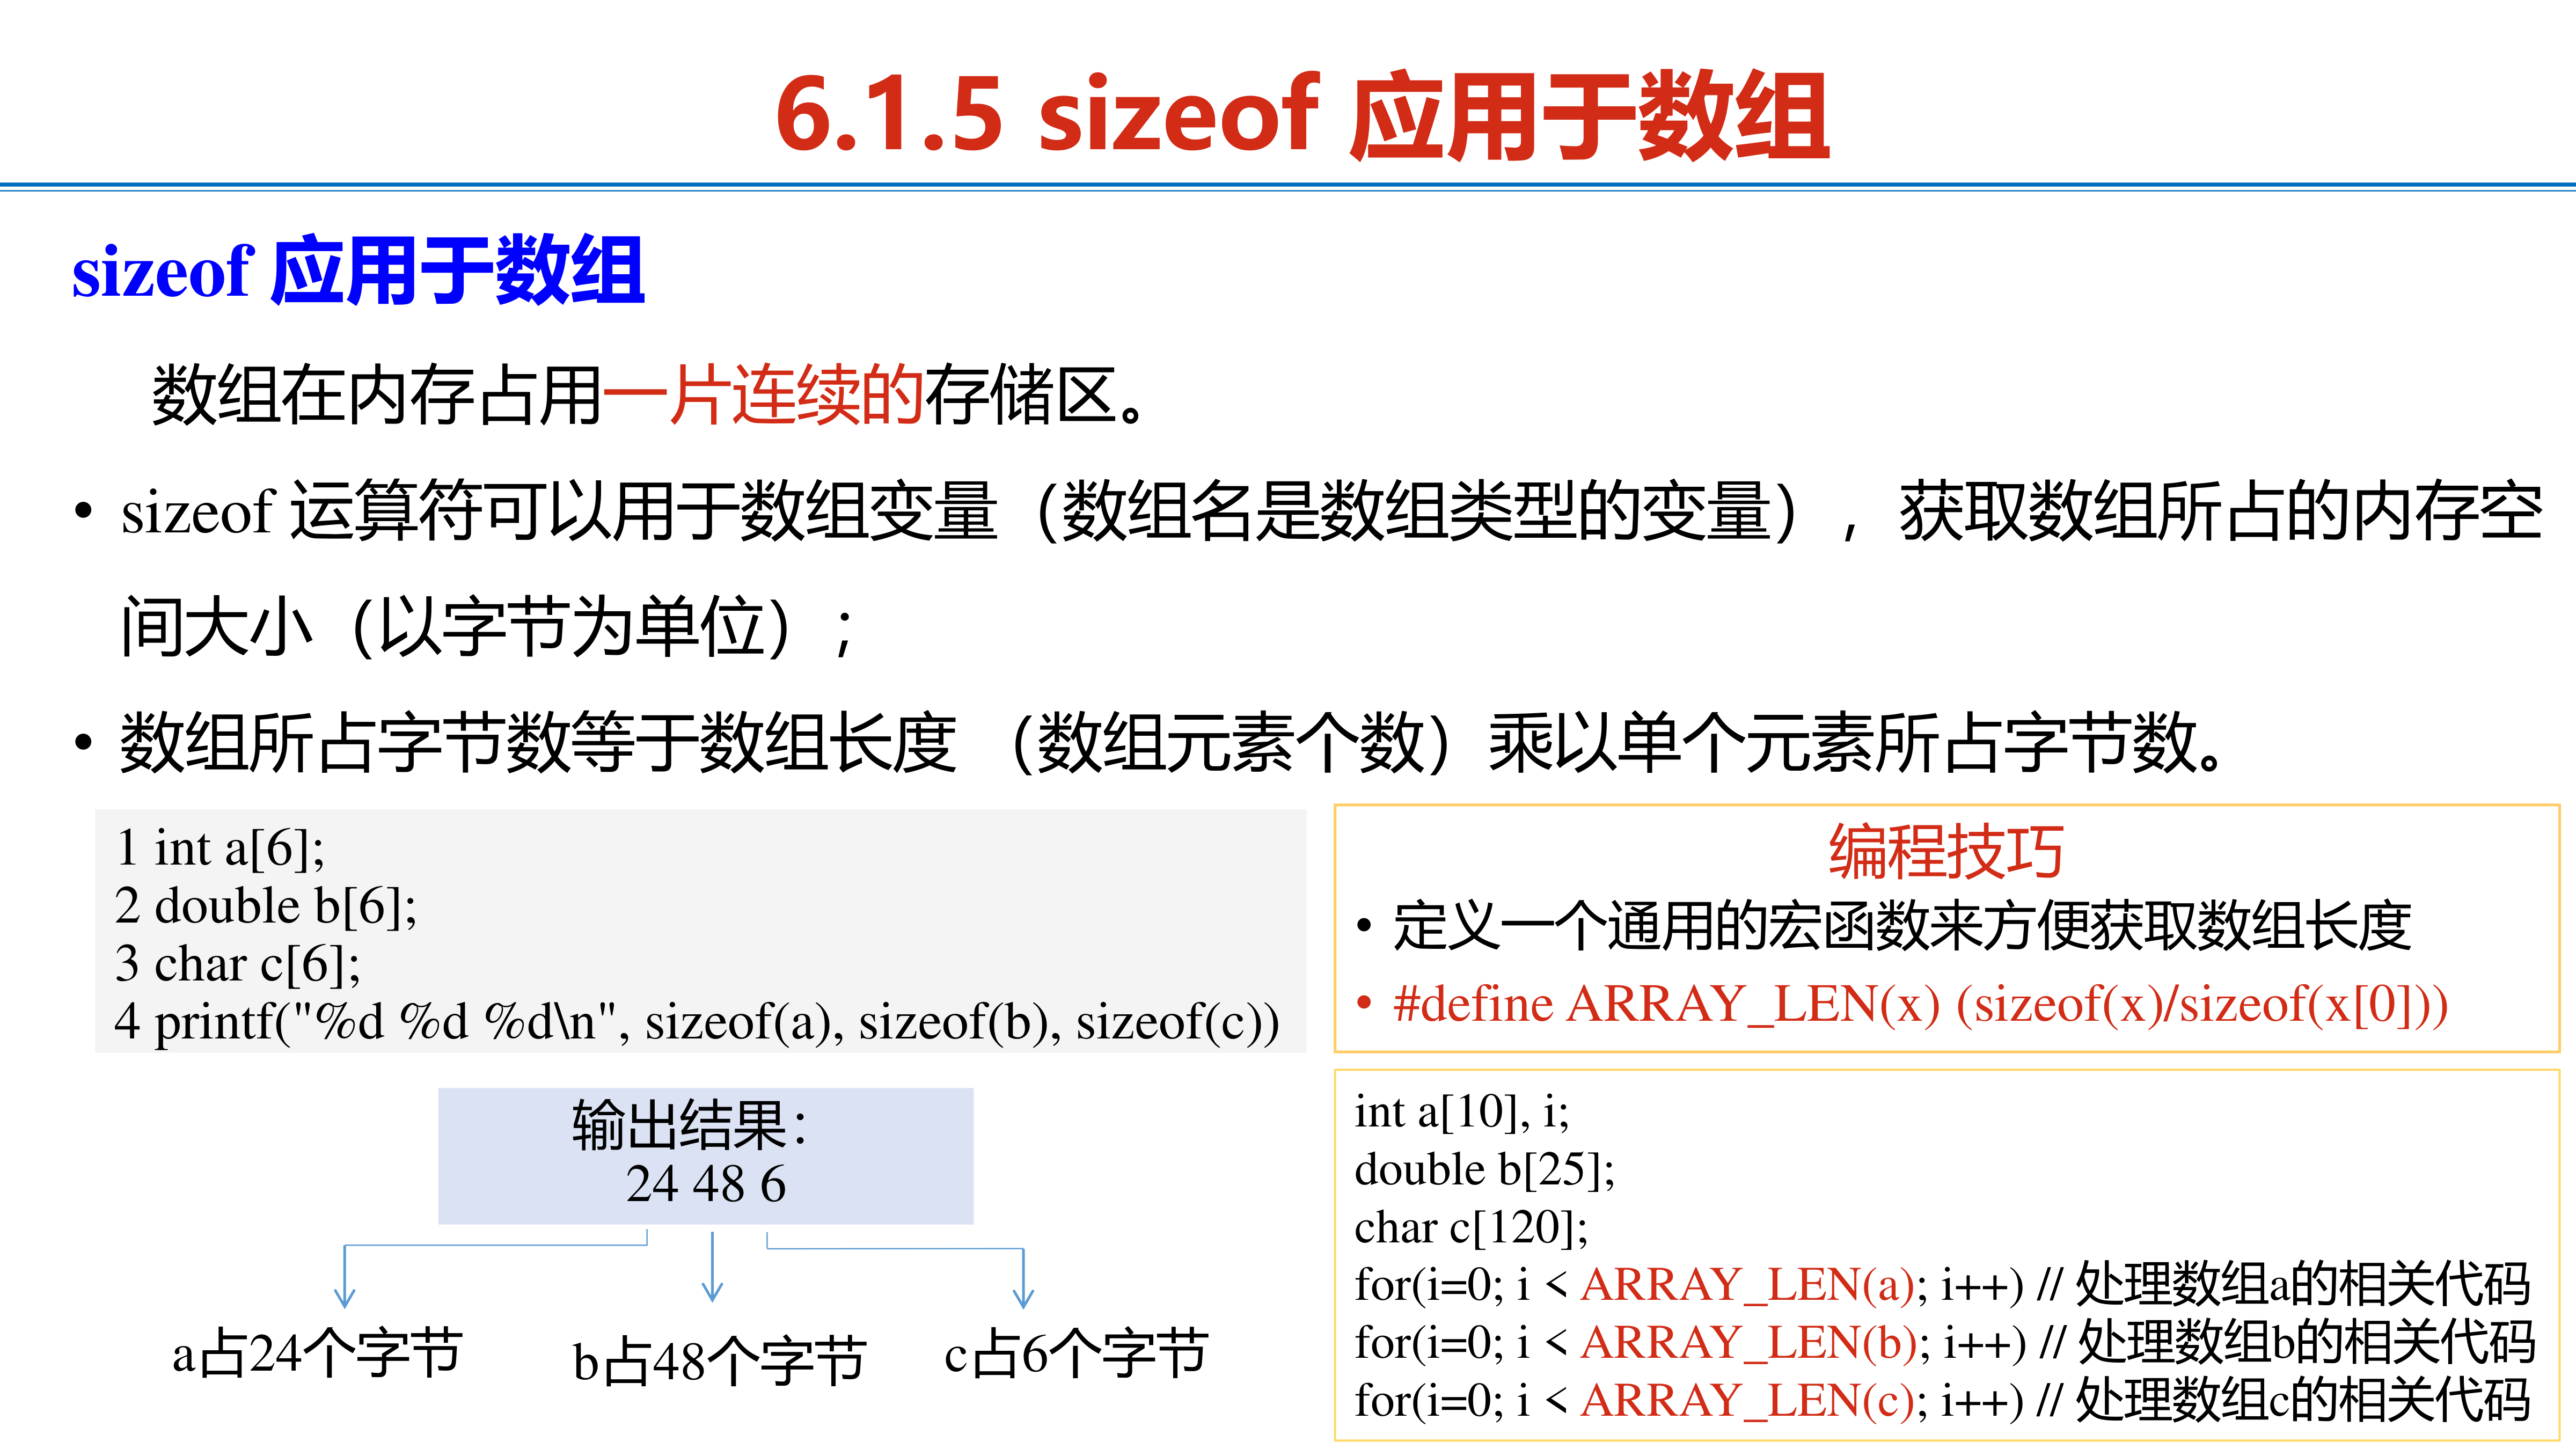 6.1.5 sizeof 应用于数组
sizeof 应用于数组
数组在内存占用一片连续的存储区。
• sizeof 运算符可以用于数组变量（数组名是数组类型的变量），获取数组所占的内存空
间大小（以字节为单位）；
• 数组所占字节数等于数组长度 （数组元素个数）乘以单个元素所占字节数。
1 int a[6];
2 double b[6];
3 char c[6];
4 printf("%d %d %d\n", sizeof(a), sizeof(b), sizeof(c))
输出结果：
24 48 6
a占24个字节
b占48个字节
c占6个字节
编程技巧
• 定义一个通用的宏函数来方便获取数组长度
• #define ARRAY_LEN(x) (sizeof(x)/sizeof(x[0]))
int a[10], i;
double b[25];
char c[120];
for(i=0; i < ARRAY_LEN(a); i++) // 处理数组a的相关代码
for(i=0; i < ARRAY_LEN(b); i++) // 处理数组b的相关代码
for(i=0; i < ARRAY_LEN(c); i++) // 处理数组c的相关代码